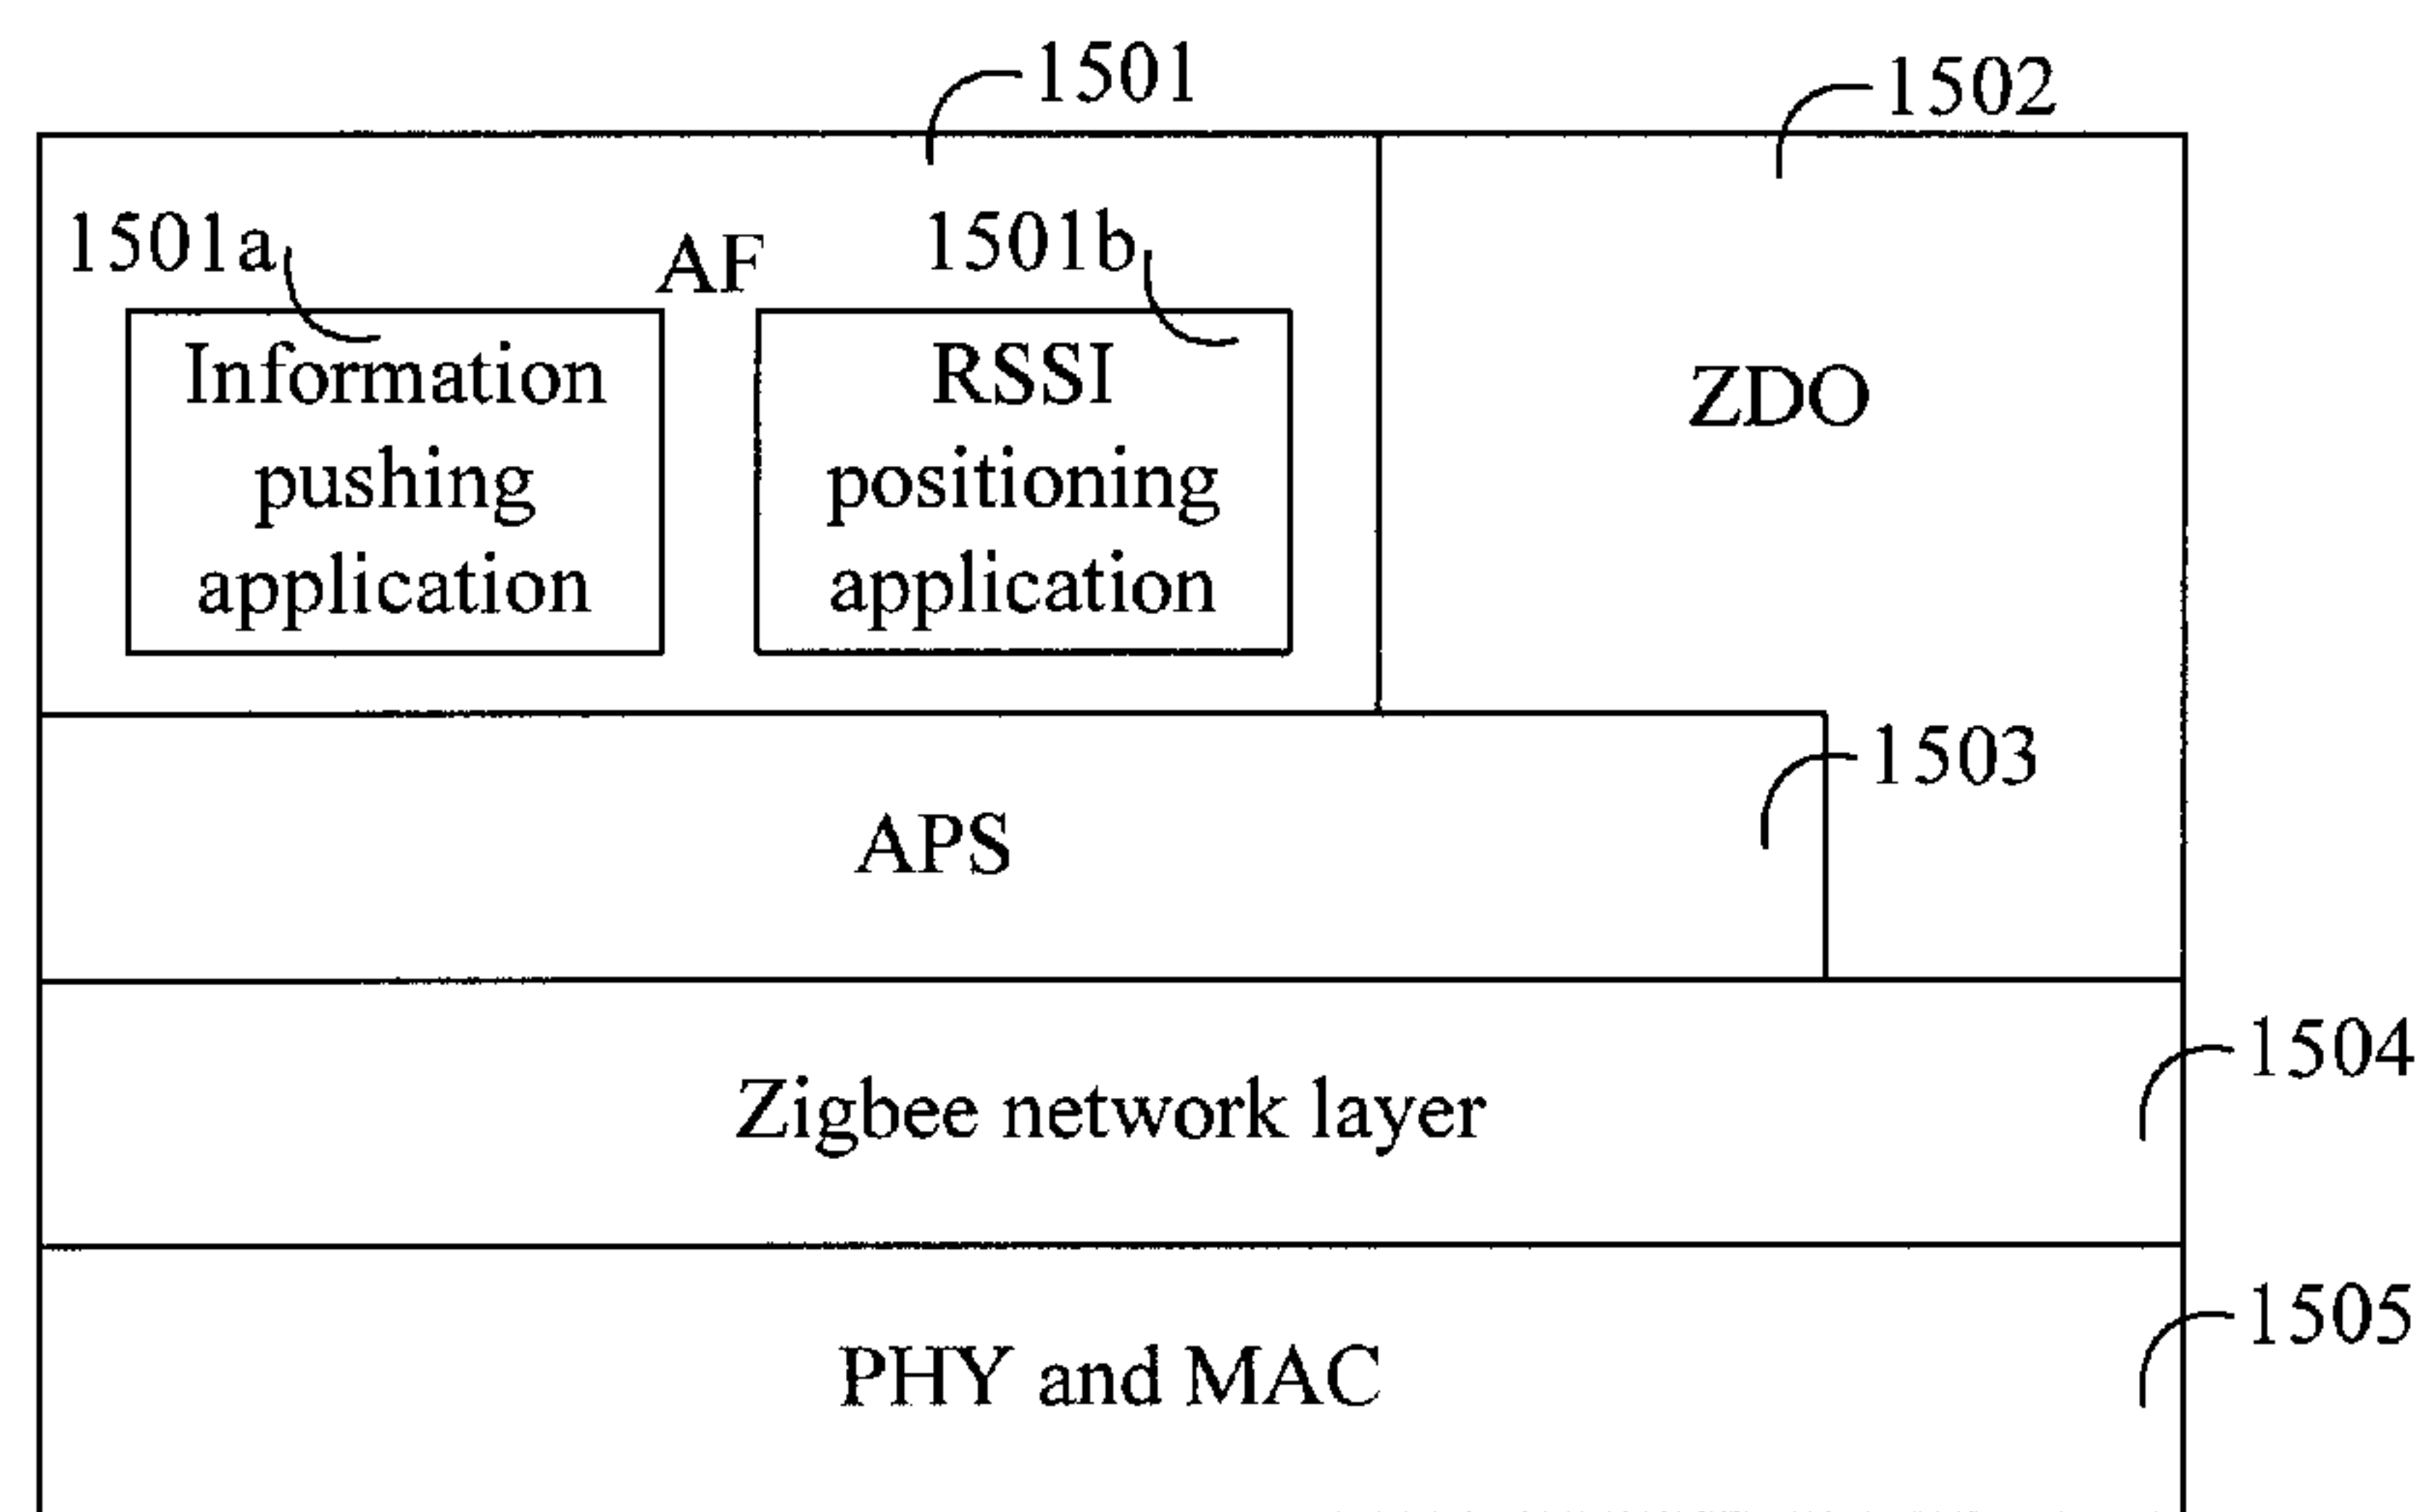 1501
1502
1501a
AF
1501b
Information
pushing
application
RSSI
positioning
application
ZDO
1503
APS
1504
Zigbee network layer
1505
PHY and MAC